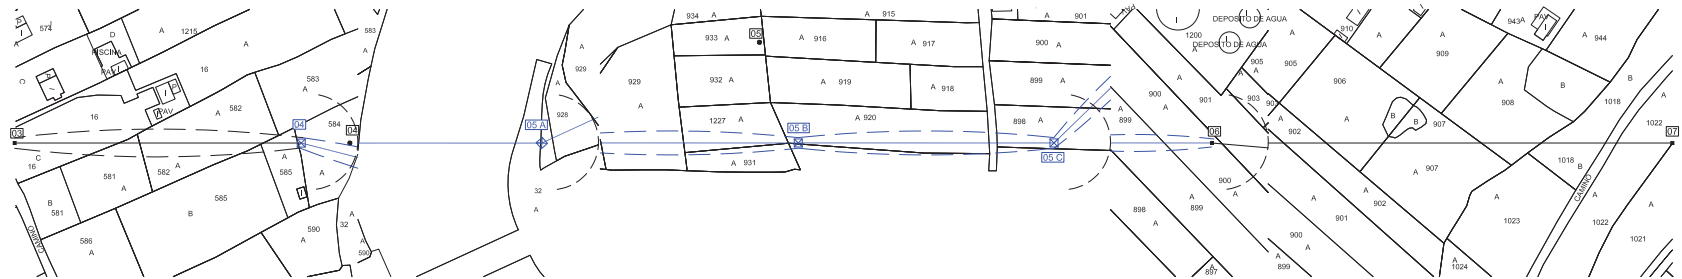 574 P D A 1215 583 A 934 A A 915 901 PAV
A PISCINA A 05 933 A A 916 A 917 900 A 1200 A DEPOSITO DE AGUA 910 943A PAV A 944
C PAV 16 583 A 929 929 932 A A 919 A 918 899 A 905 905 A 906 A 909
P PAV 16 582 A 584 928 A 1227 A A 920 898 A 899 900 A 901 903 902 A 908 B B 1018 A
03 04 04 05 A 05 B 05 C 06 902 A B B 907 1022 07
C 16 581 582 A A 585 A A 931 900 A 907 1018 B
A B 581 585 B A 32 A 898 A A 899 A 901 902 A 1023 CAMINO A 1022
CAMINO 586 A 590 A 32 A A 590 900 A 899 A 897 A 1024 A 1021
DEPOSITO DE AGUA